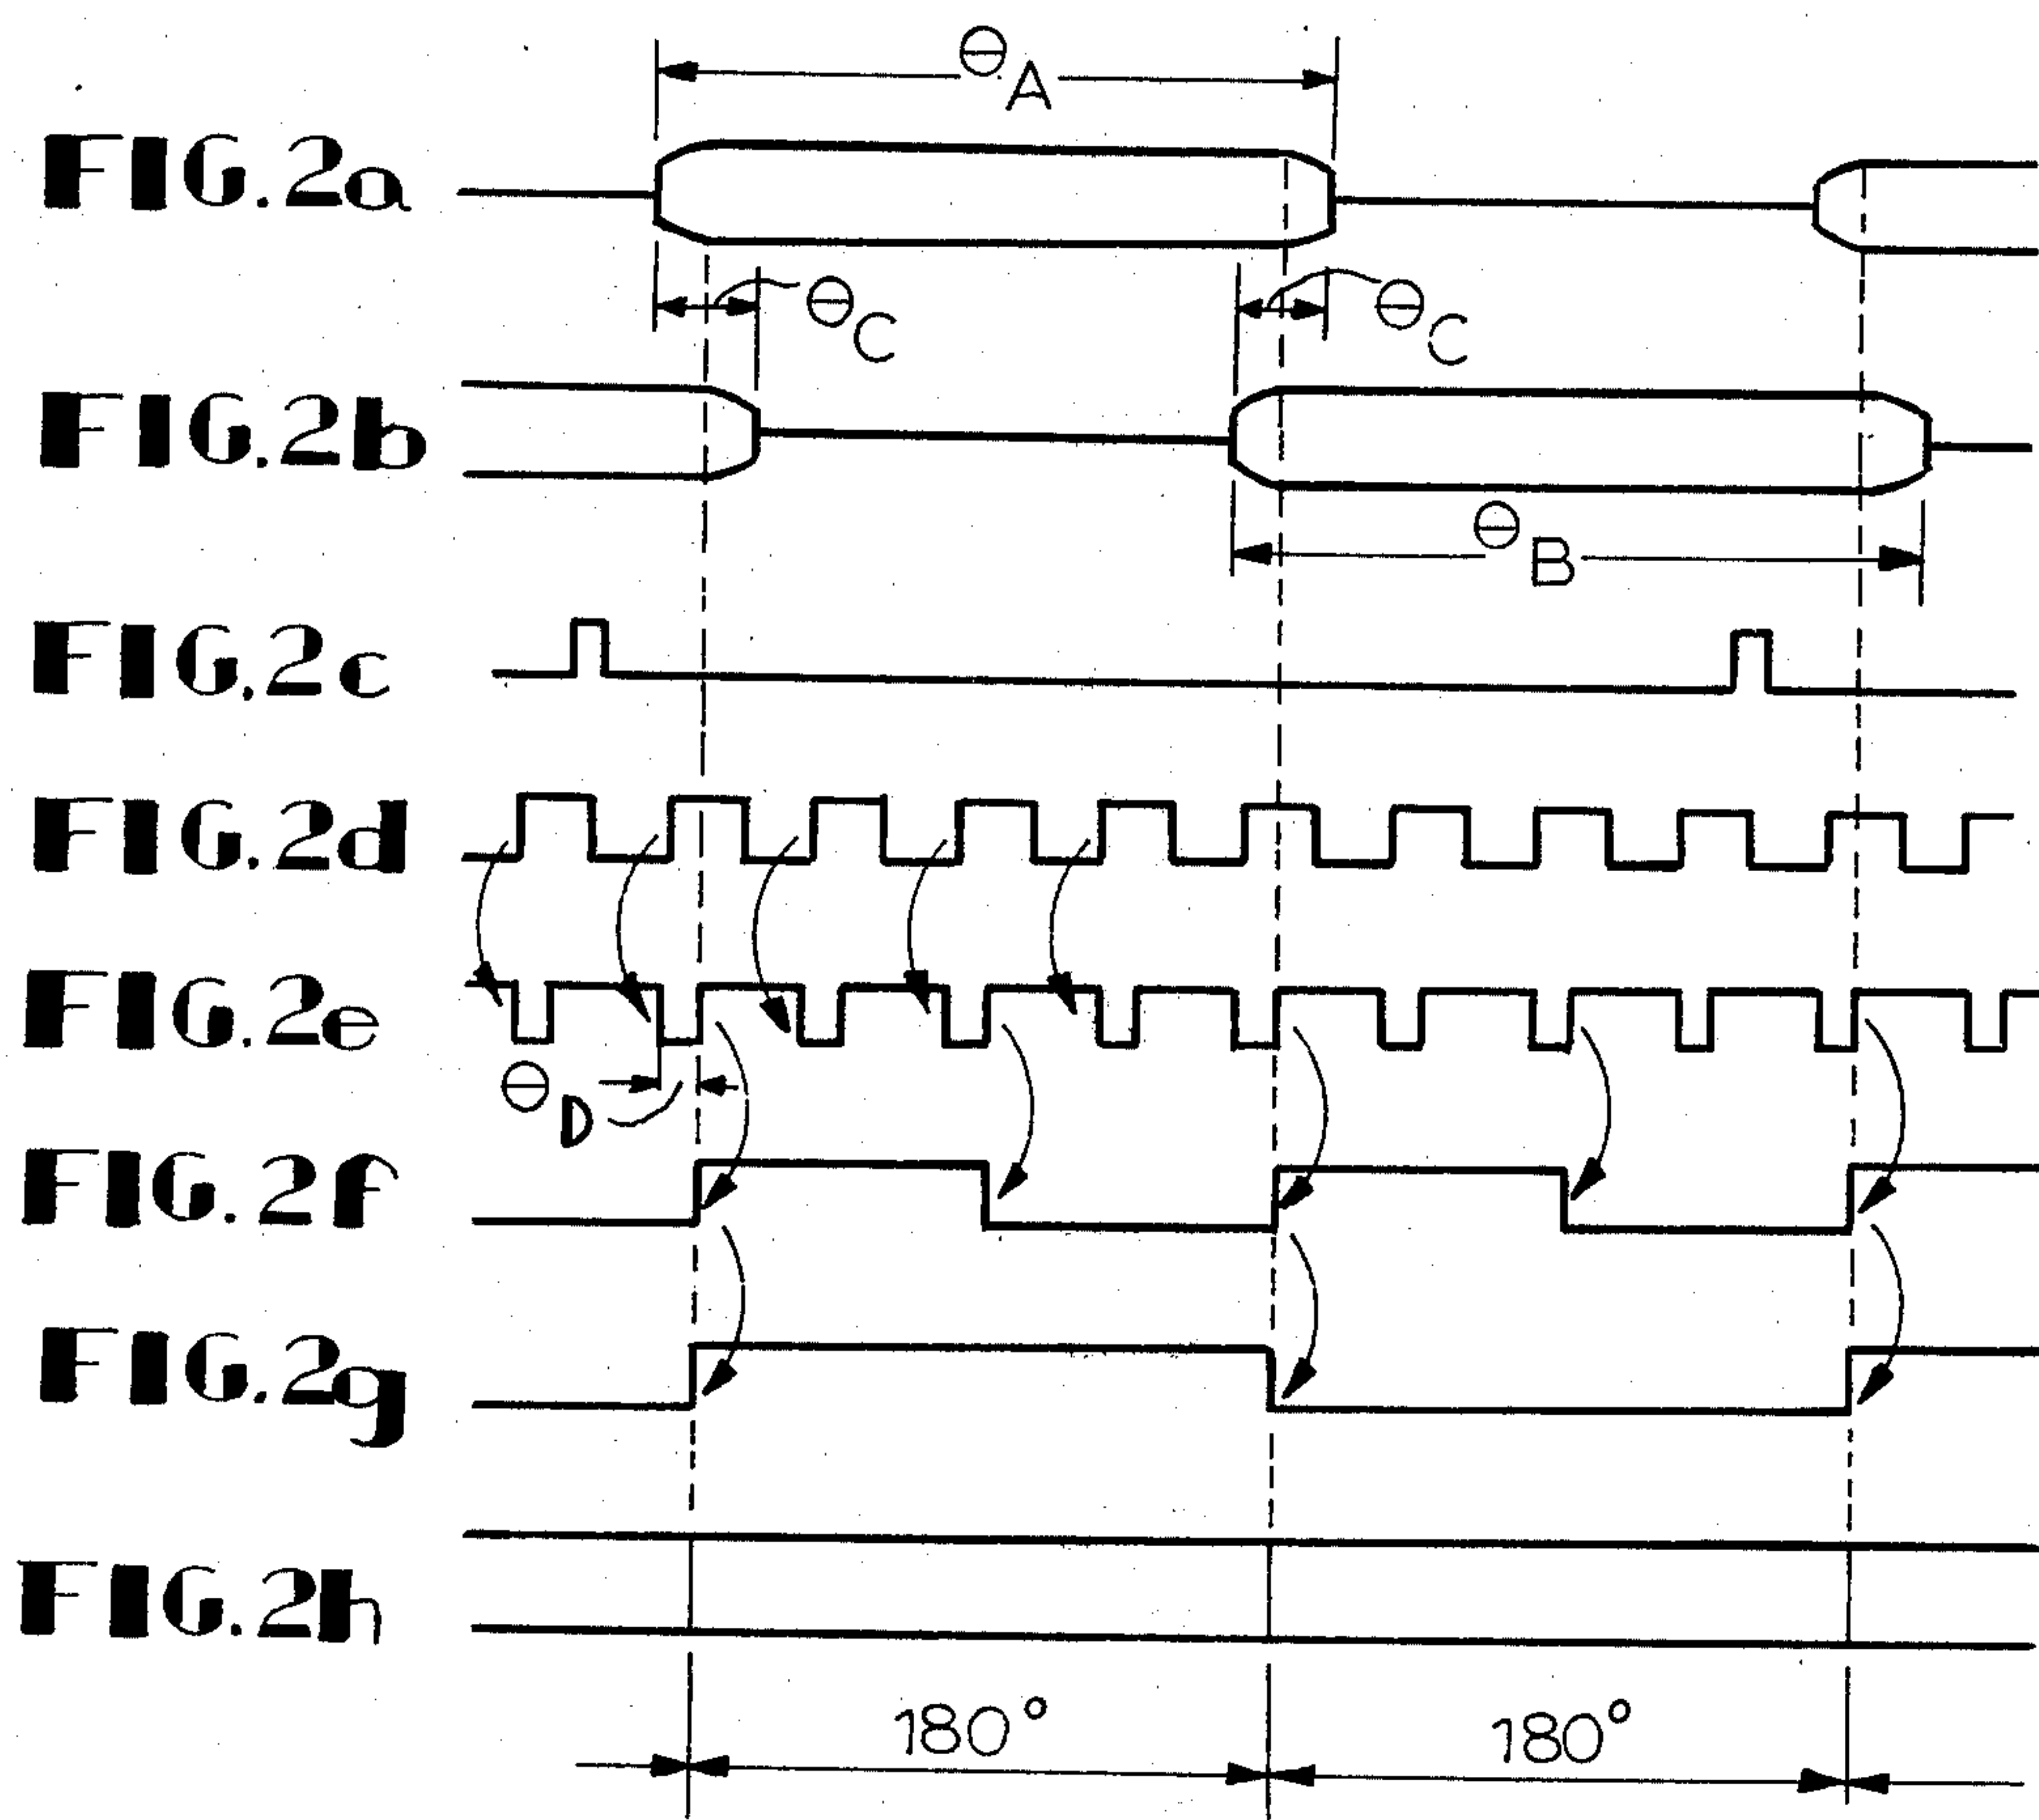 ΘA
FIG. 2a
ΘC
ΘC
FIG. 2b
ΘB
FIG. 2c
FIG. 2d
FIG. 2e
ΘD
FIG. 2f
FIG. 2g
FIG. 2h
180°
180°